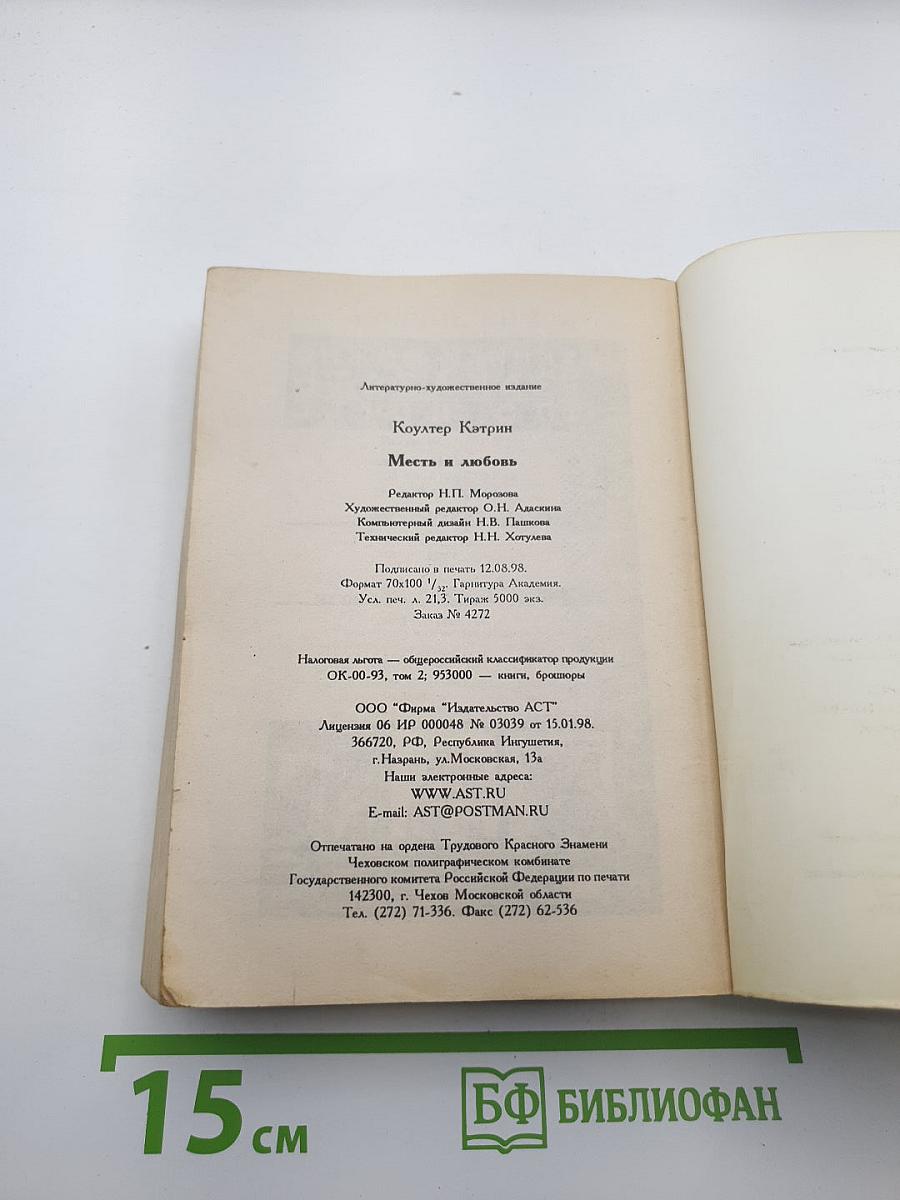 Литературно-художественное издание
Коултер Кэтрин
Месть и любовь
Редактор Н.П. Морозова
Художественный редактор О.Н. Адаскина
Компьютерный дизайн Н.В. Пашкова
Технический редактор Н.Н. Хотулева
Подписано в печать 12.08.98.
Формат 70х100 1/32. Гарнитура Академия.
Усл. печ. л. 21,3. Тираж 5000 экз.
Заказ № 4272
Налоговая льгота — общероссийский классификатор продукции
ОК-00-93, том 2; 953000 — книги, брошюры
ООО "Фирма "Издательство АСТ"
Лицензия 06 ИР 000048 № 03039 от 15.01.98.
366720, РФ, Республика Ингушетия,
г.Назрань, ул.Московская, 13а
Наши электронные адреса:
WWW.AST.RU
E-mail: AST@POSTMAN.RU
Отпечатано на ордена Трудового Красного Знамени
Чеховском полиграфическом комбинате
Государственного комитета Российской Федерации по печати
142300, г. Чехов Московской области
Тел. (272) 71-336. Факс (272) 62-536
15 см
БФ БИБЛИОФАН